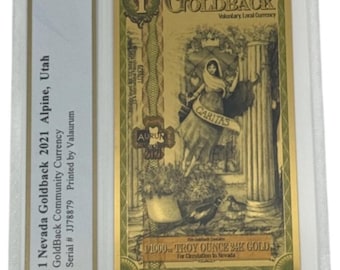 1 Nevada Goldback 2021 Alpine, Utah
GoldBack Community Currency
Serial # JJ78879 Printed by Valaurum
1
GOLDBACK
Voluntary, Local Currency
CARITAS
AURUM
1/1000TH TROY OUNCE 24K GOLD
For Circulation In Nevada